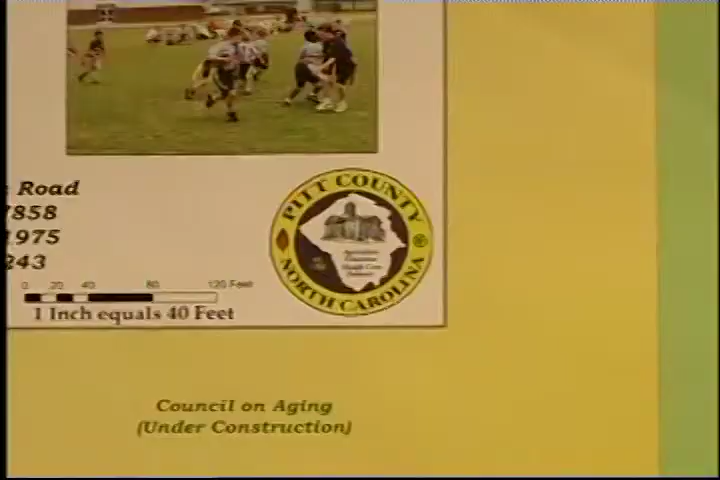 Road
7858
1975
243
0 20 40 80 120 Feet
1 Inch equals 40 Feet
PITT COUNTY
NORTH CAROLINA
Council on Aging
(Under Construction)